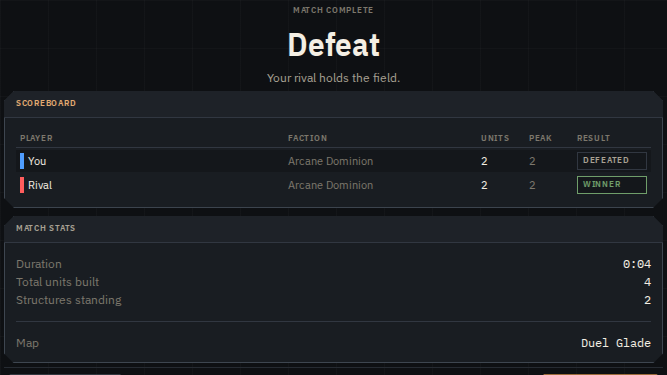 MATCH COMPLETE
Defeat
Your rival holds the field.
SCOREBOARD
PLAYER FACTION UNITS PEAK RESULT
You Arcane Dominion 2 2 DEFEATED
Rival Arcane Dominion 2 2 WINNER
MATCH STATS
Duration 0:04
Total units built 4
Structures standing 2
Map Duel Glade